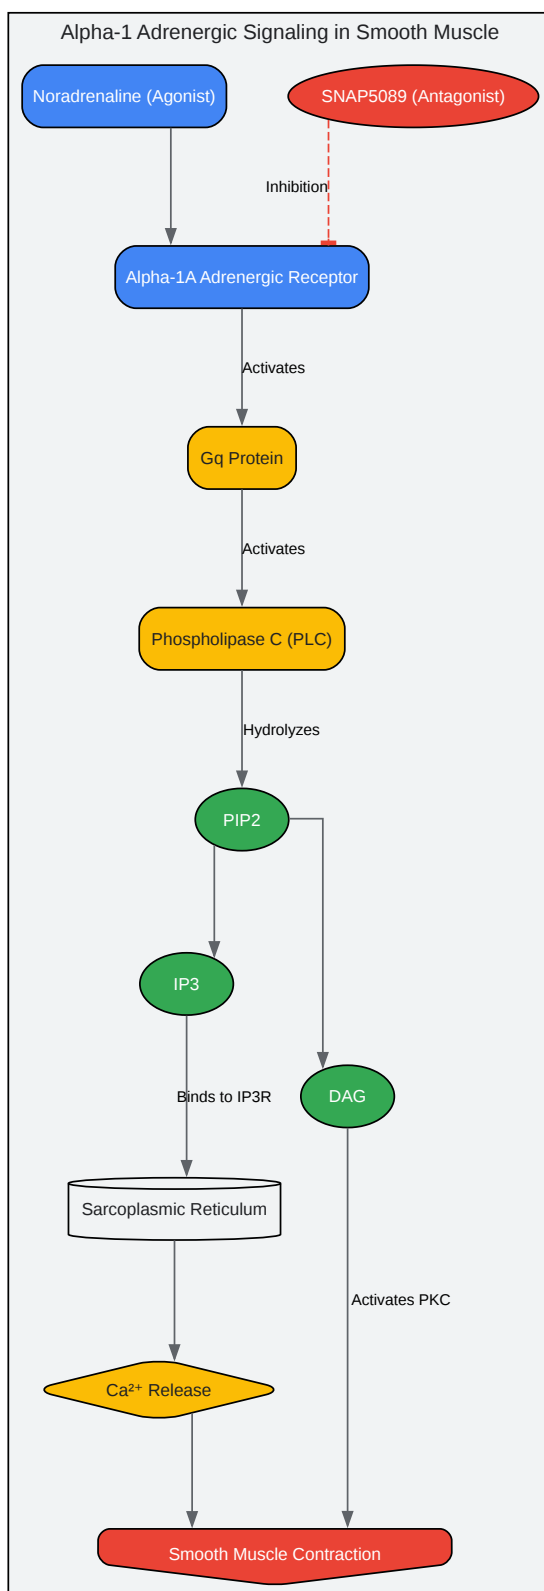 Alpha-1 Adrenergic Signaling in Smooth Muscle
Noradrenaline (Agonist)
SNAP5089 (Antagonist)
Inhibition
Alpha-1A Adrenergic Receptor
Activates
Gq Protein
Activates
Phospholipase C (PLC)
Hydrolyzes
PIP2
IP3
Binds to IP3R
DAG
Sarcoplasmic Reticulum
Activates PKC
Ca²⁺ Release
Smooth Muscle Contraction